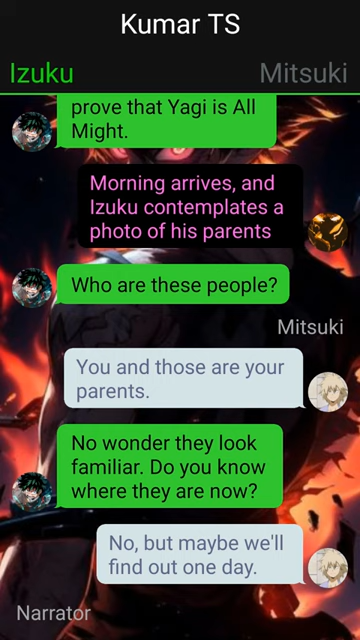 Kumar TS
Izuku Mitsuki
prove that Yagi is All
Might.
Morning arrives, and
Izuku contemplates a
photo of his parents
Who are these people?
Mitsuki
You and those are your
parents.
No wonder they look
familiar. Do you know
where they are now?
No, but maybe we'll
find out one day.
Narrator